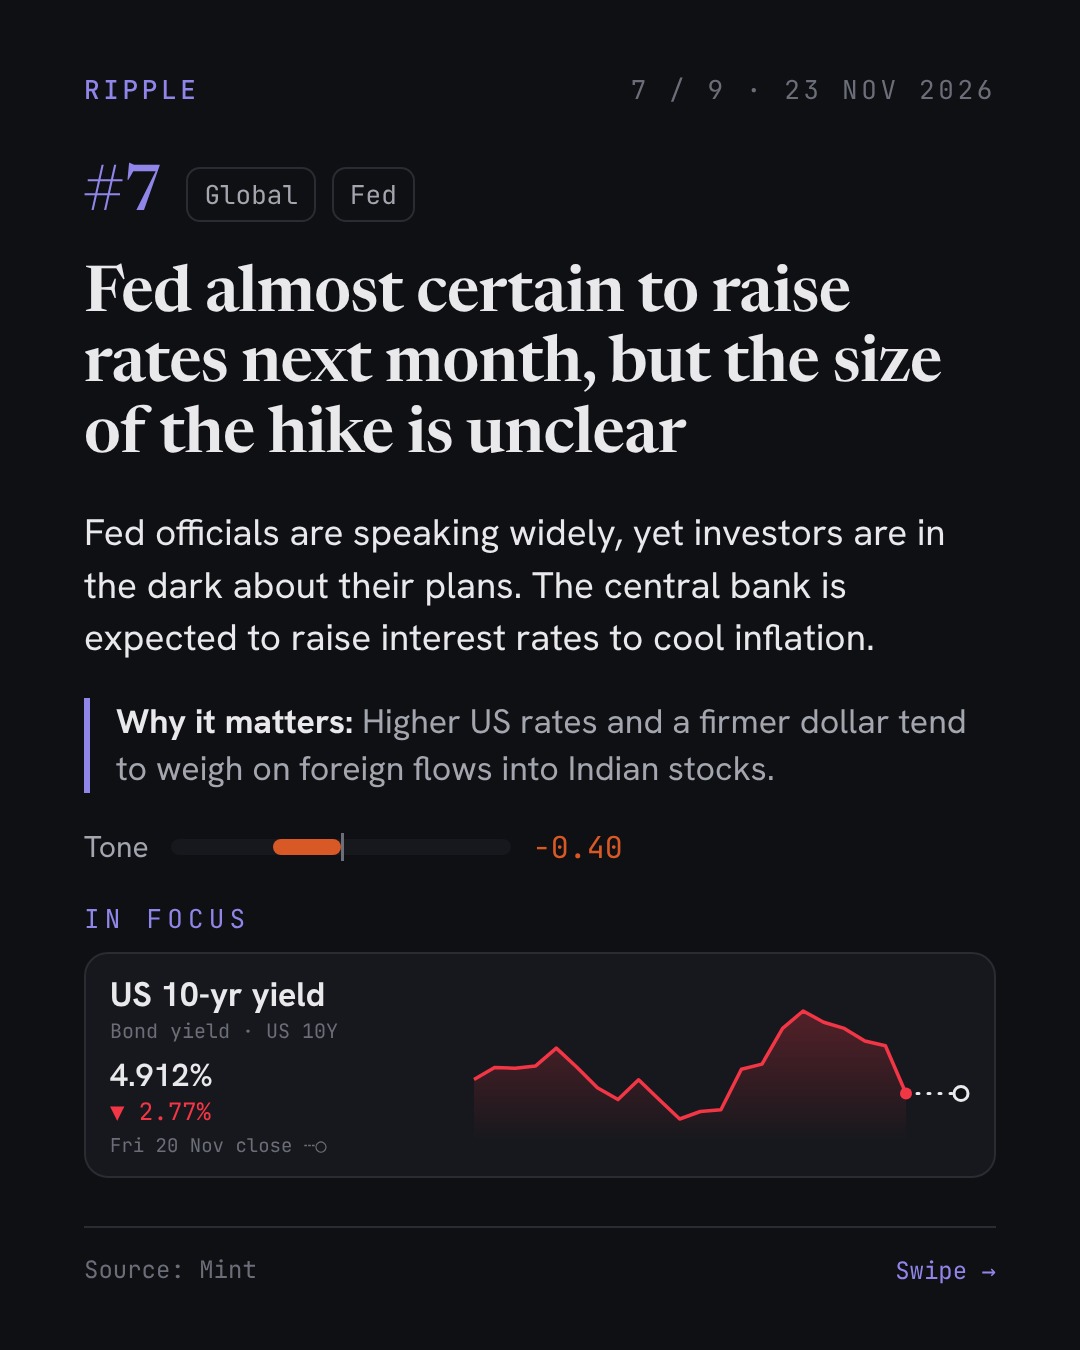 RIPPLE
7 / 9 · 23 NOV 2026
#7
Global
Fed
Fed almost certain to raise
rates next month, but the size
of the hike is unclear
Fed officials are speaking widely, yet investors are in
the dark about their plans. The central bank is
expected to raise interest rates to cool inflation.
Why it matters: Higher US rates and a firmer dollar tend
to weigh on foreign flows into Indian stocks.
Tone
-0.40
IN FOCUS
US 10-yr yield
Bond yield · US 10Y
4.912%
▼ 2.77%
Fri 20 Nov close
Source: Mint
Swipe →